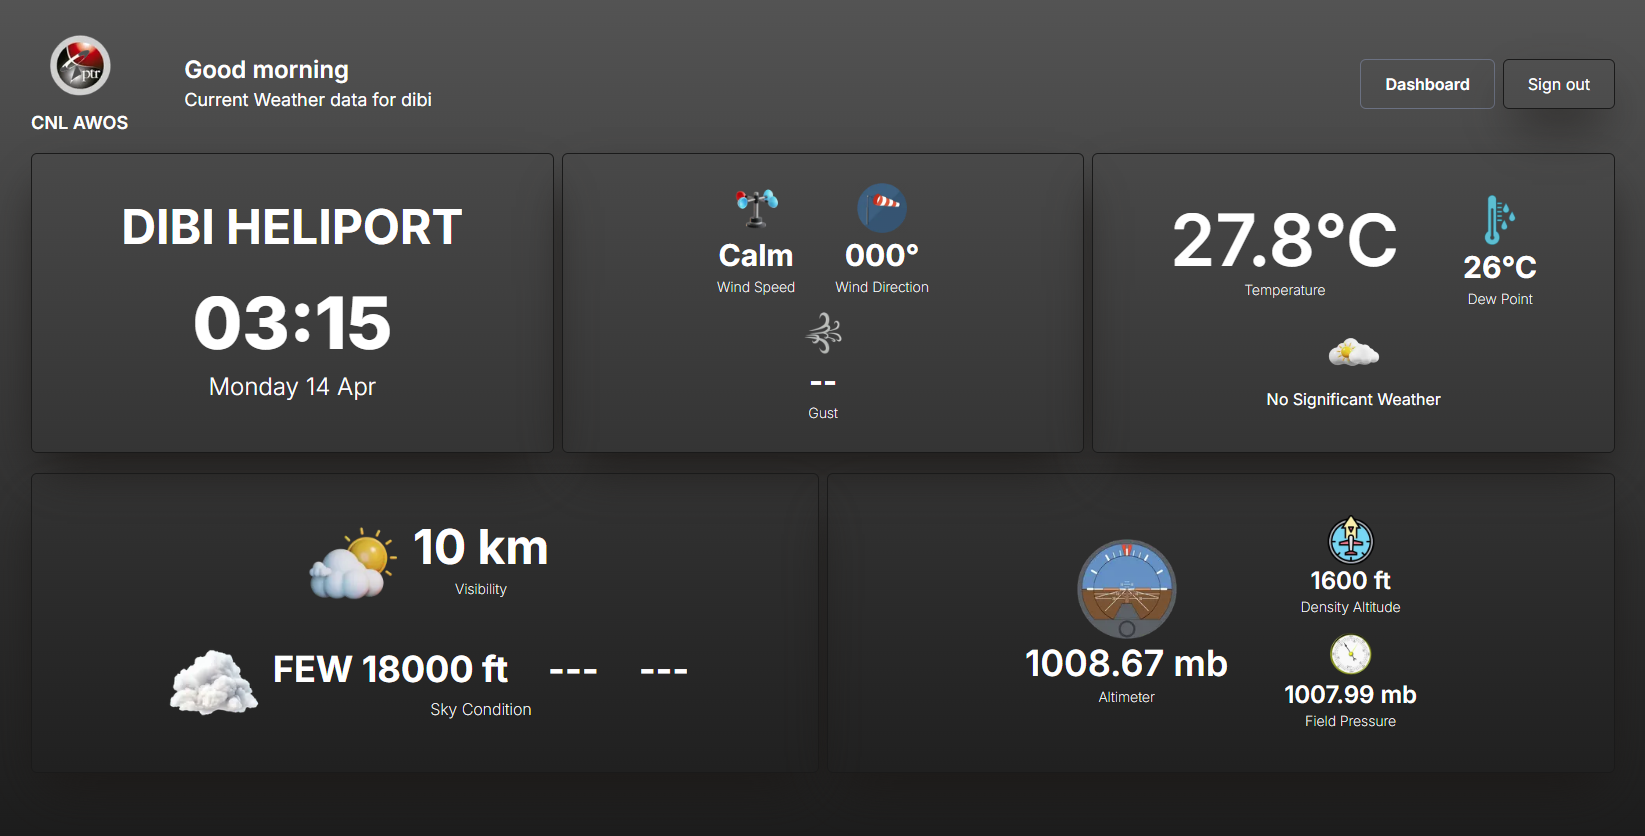 ptr
CNL AWOS
Good morning
Current Weather data for dibi
Dashboard
Sign out
DIBI HELIPORT
03:15
Monday 14 Apr
Calm
Wind Speed
000°
Wind Direction
--
Gust
27.8°C
Temperature
26°C
Dew Point
No Significant Weather
10 km
Visibility
FEW 18000 ft --- ---
Sky Condition
1008.67 mb
Altimeter
1600 ft
Density Altitude
1007.99 mb
Field Pressure